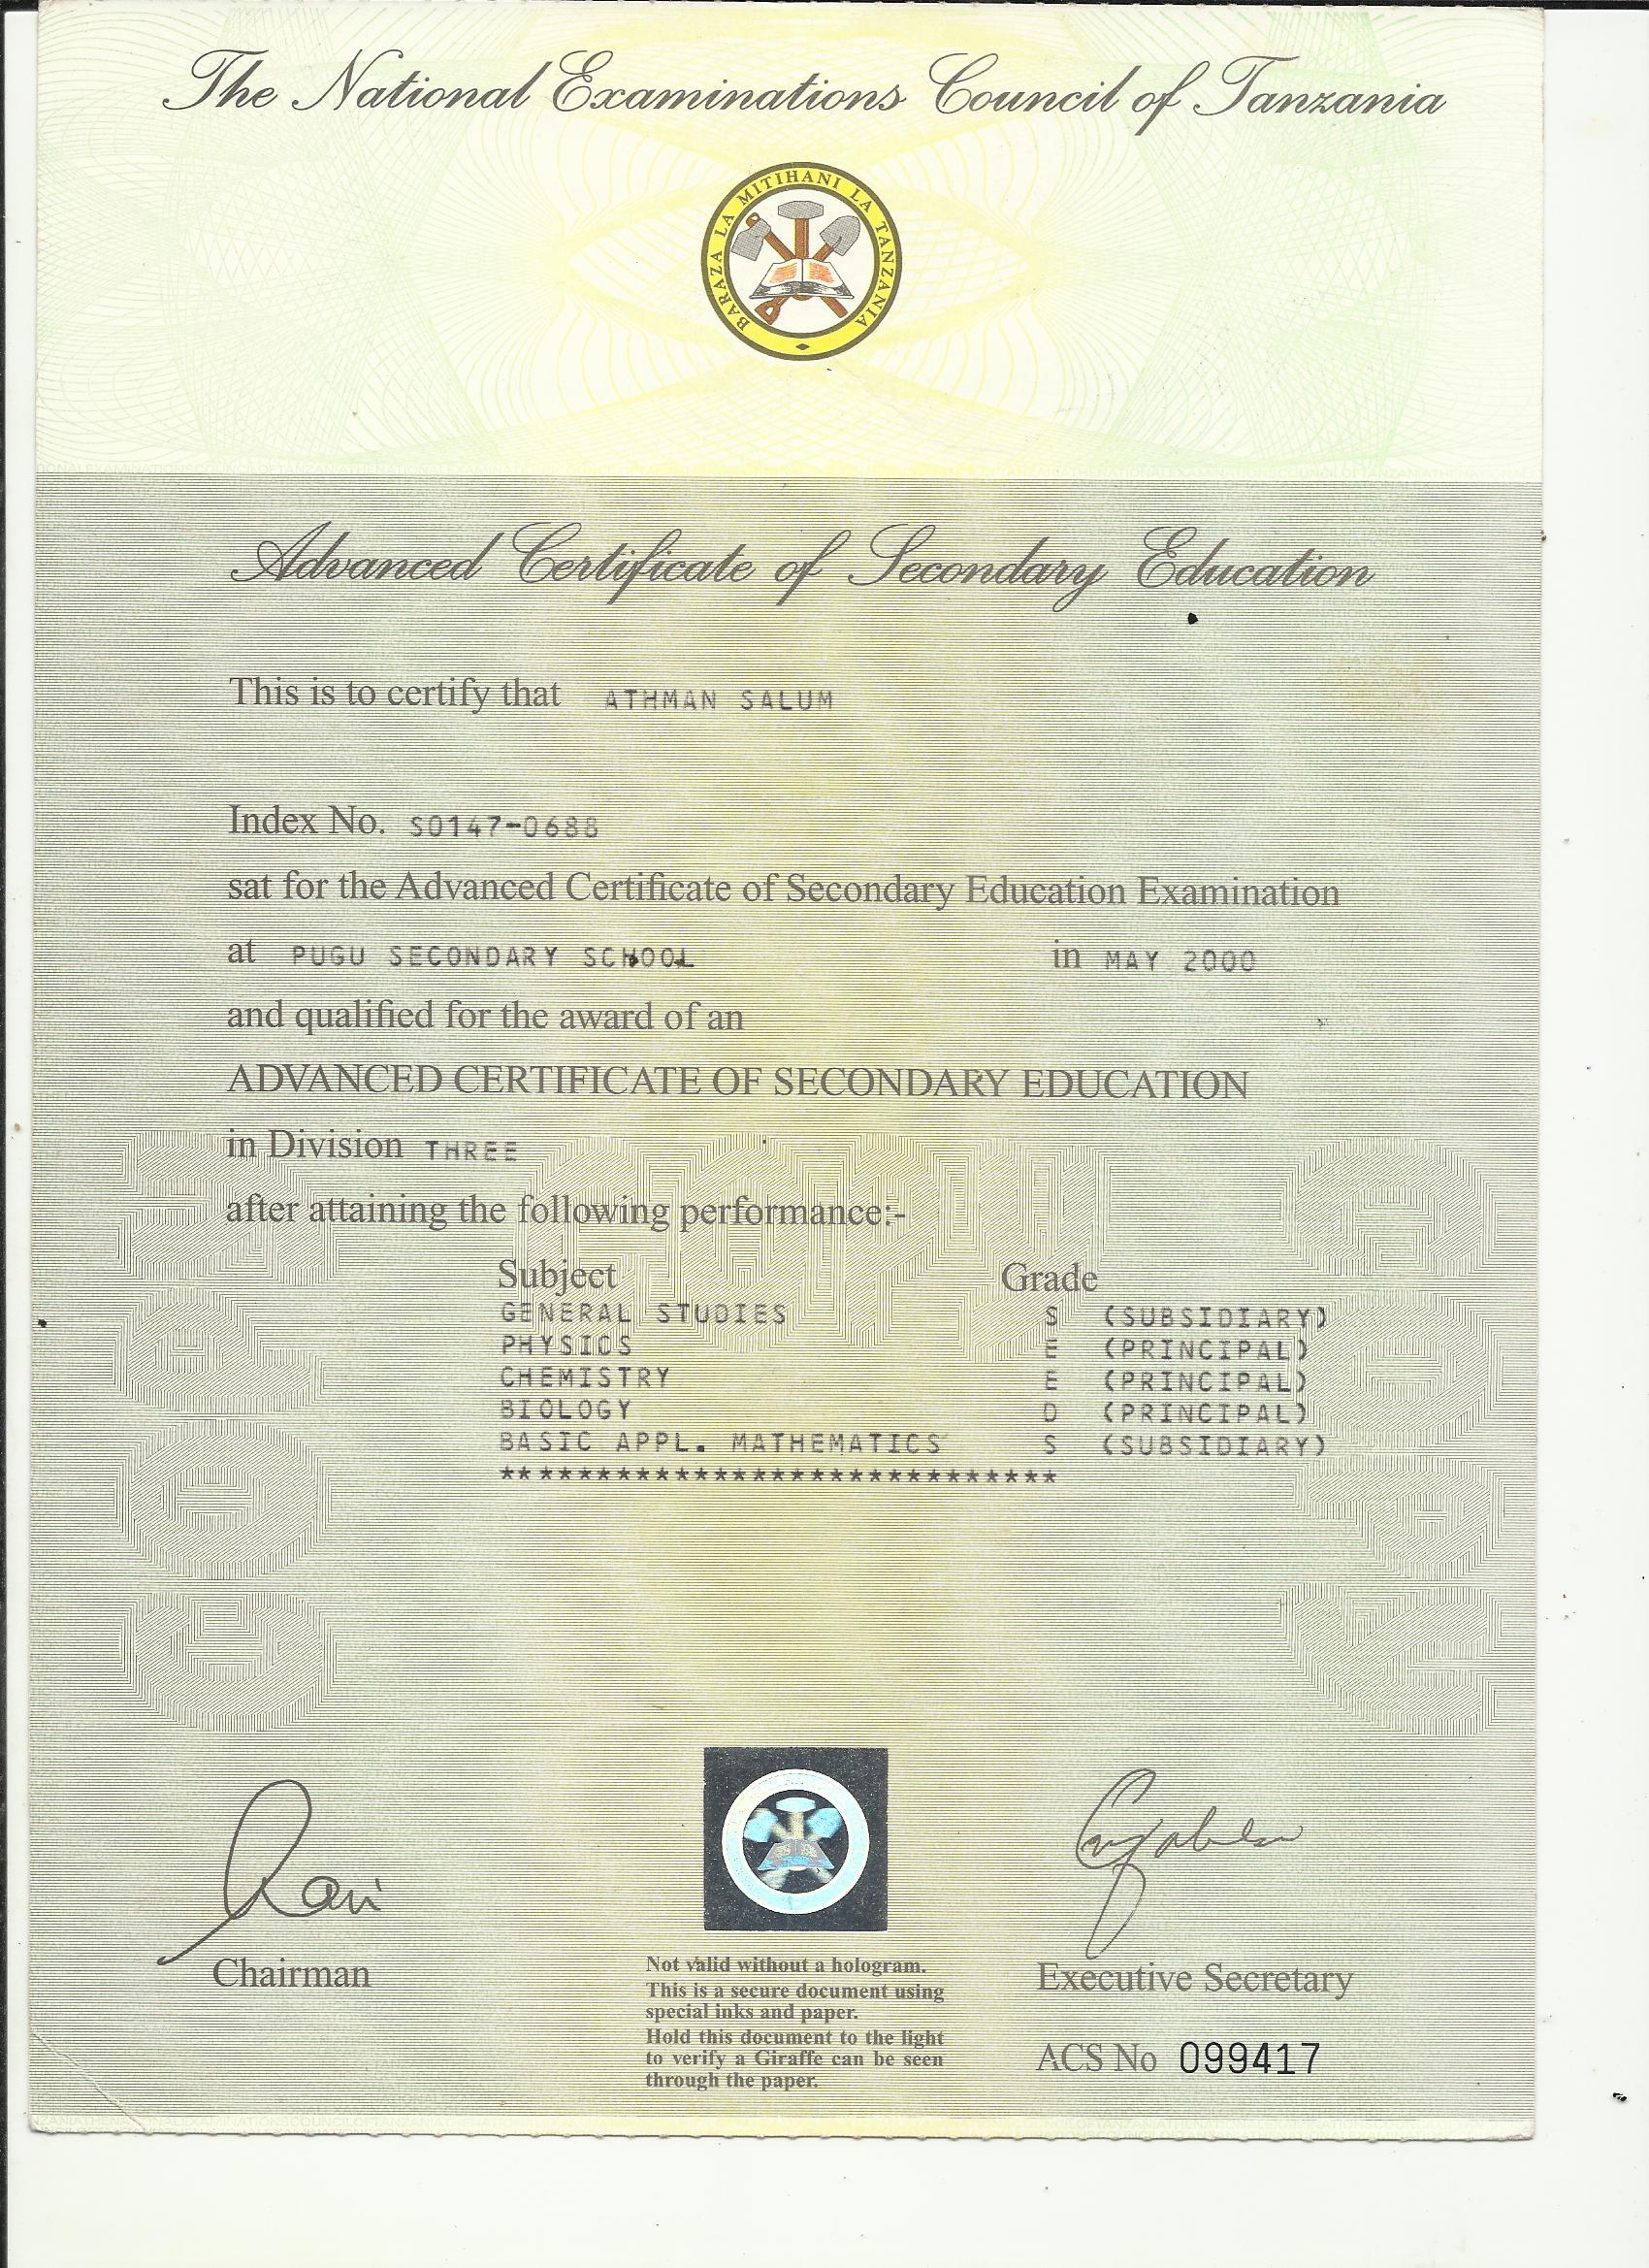 The National Examinations Council of Tanzania
BARAZA LA MITIHANI LA TANZANIA
Advanced Certificate of Secondary Education
This is to certify that ATHMAN SALUM
Index No. S0147-0688
sat for the Advanced Certificate of Secondary Education Examination
at PUGU SECONDARY SCHOOL in MAY 2000
and qualified for the award of an
ADVANCED CERTIFICATE OF SECONDARY EDUCATION
in Division THREE
after attaining the following performance:-
Subject Grade
GENERAL STUDIES S (SUBSIDIARY)
PHYSICS E (PRINCIPAL)
CHEMISTRY E (PRINCIPAL)
BIOLOGY D (PRINCIPAL)
BASIC APPL. MATHEMATICS S (SUBSIDIARY)
*****************************
Chairman
Not valid without a hologram.
This is a secure document using
special inks and paper.
Hold this document to the light
to verify a Giraffe can be seen
through the paper.
Executive Secretary
ACS No 099417